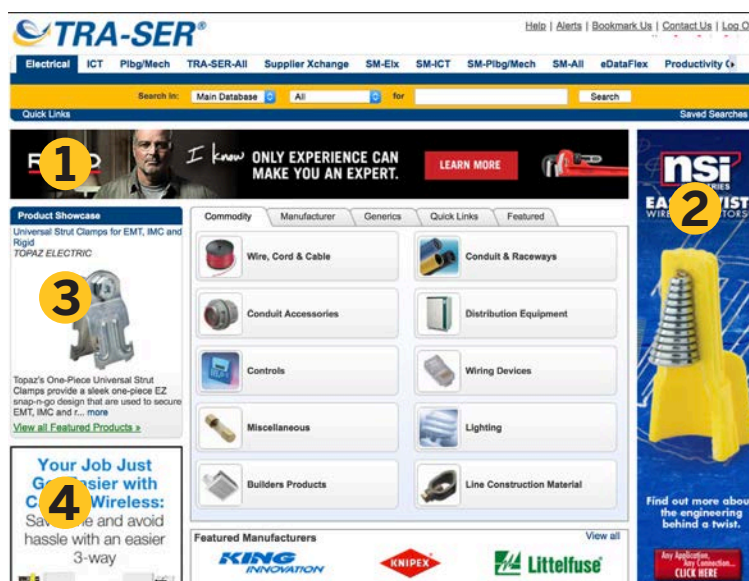 TRA-SER®
Help | Alerts | Bookmark Us | Contact Us | Log O
Electrical ICT Plbg/Mech TRA-SER-All Supplier Xchange SM-Elx SM-ICT SM-Plbg/Mech SM-All eDataFlex Productivity
Search in: Main Database All for Search
Quick Links Saved Searches
1
I know ONLY EXPERIENCE CAN
MAKE YOU AN EXPERT.
LEARN MORE
Product Showcase
Universal Strut Clamps for EMT, IMC and
Rigid
TOPAZ ELECTRIC
3
Topaz's One-Piece Universal Strut
Clamps provide a sleek one-piece EZ
snap-n-go design that are used to secure
EMT, IMC and r... more
View all Featured Products »
Your Job Just
with
Wireless:
4
and avoid
hassle with an easier
3-way
Commodity Manufacturer Generics Quick Links Featured
Wire, Cord & Cable
Conduit & Raceways
Conduit Accessories
Distribution Equipment
Controls
Wiring Devices
Miscellaneous
Lighting
Builders Products
Line Construction Material
Featured Manufacturers
View all
KING
INNOVATION
KNIPEX
Littelfuse®
nsi
2
Find out more abou
the engineering
behind a twist.
Any Application,
Any Connection...
CLICK HERE